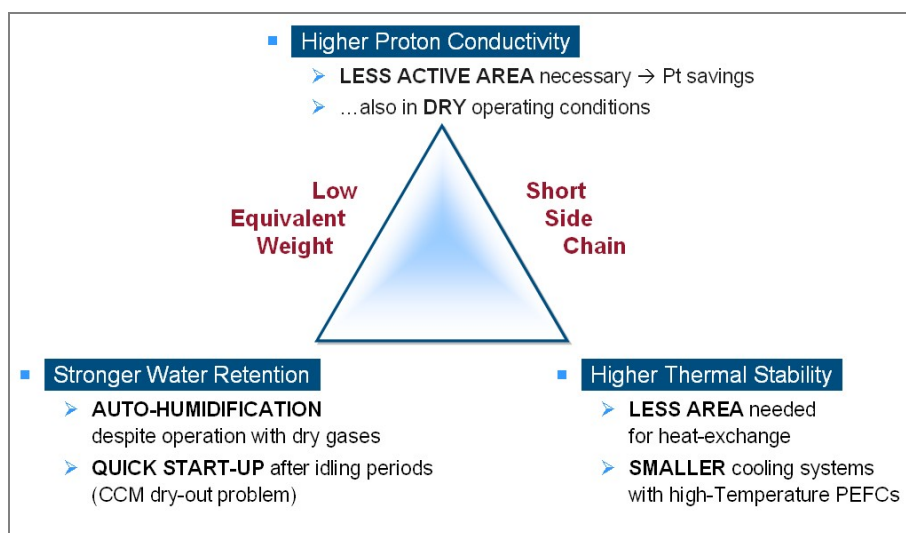 Higher Proton Conductivity
LESS ACTIVE AREA necessary → Pt savings
…also in DRY operating conditions
Low
Equivalent
Weight
Short
Side
Chain
Stronger Water Retention
AUTO-HUMIDIFICATION
despite operation with dry gases
QUICK START-UP after idling periods
(CCM dry-out problem)
Higher Thermal Stability
LESS AREA needed
for heat-exchange
SMALLER cooling systems
with high-Temperature PEFCs